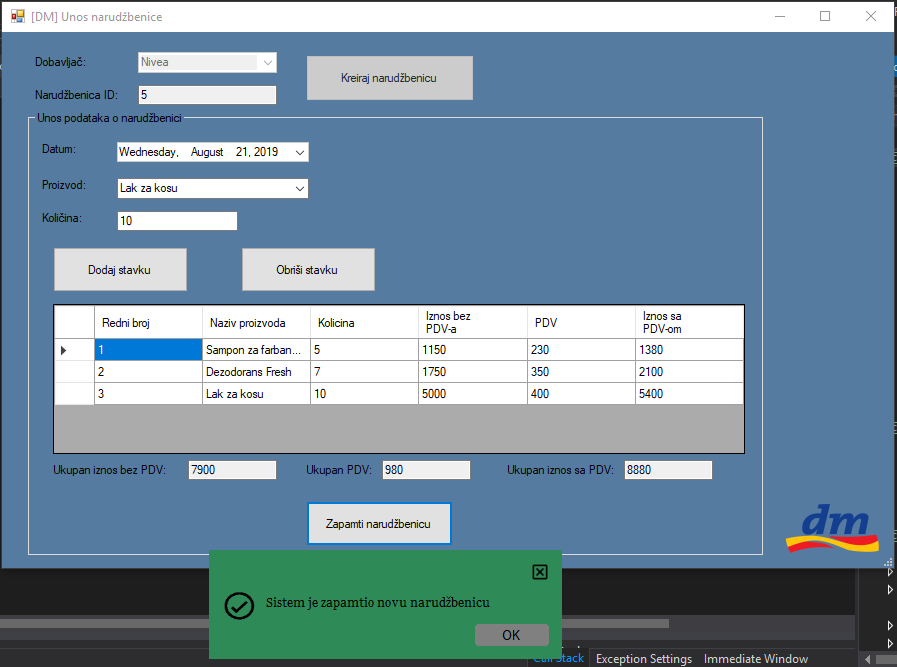 [DM] Unos narudžbenice
Dobavljač: Nivea
Kreiraj narudžbenicu
Narudžbenica ID: 5
Unos podataka o narudžbenici
Datum: Wednesday, August 21, 2019
Proizvod: Lak za kosu
Količina: 10
Dodaj stavku Obriši stavku
Redni broj Naziv proizvoda Kolicina Iznos bez PDV-a PDV Iznos sa PDV-om
1 Sampon za farban... 5 1150 230 1380
2 Dezodorans Fresh 7 1750 350 2100
3 Lak za kosu 10 5000 400 5400
Ukupan iznos bez PDV: 7900 Ukupan PDV: 980 Ukupan iznos sa PDV: 8880
Zapamti narudžbenicu
dm
Sistem je zapamtio novu narudžbenicu
OK
Call Stack Exception Settings Immediate Window